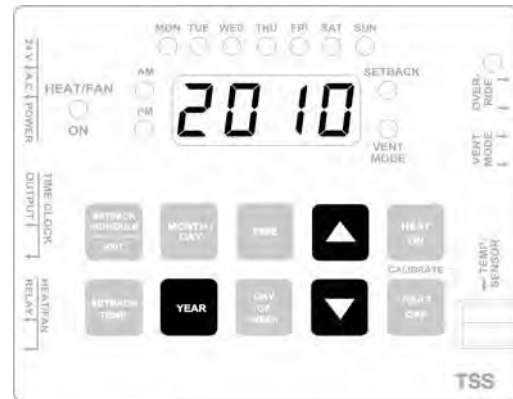 MON TUE WED THU FRI SAT SUN
24 V. A.C. POWER
HEAT/FAN
ON
AM
PM
2010
SETBACK
VENT
MODE
OVER-
RIDE
VENT
MODE
TIME CLOCK
OUTPUT
SETBACK
SCHEDULE
MONTH /
DAY
TIME
HEAT
ON
CALIBRATE
TEMP
SENSOR
HEAT/FAN
RELAY
SETBACK
TEMP
YEAR
DAY
OF
WEEK
HEAT
OFF
TSS